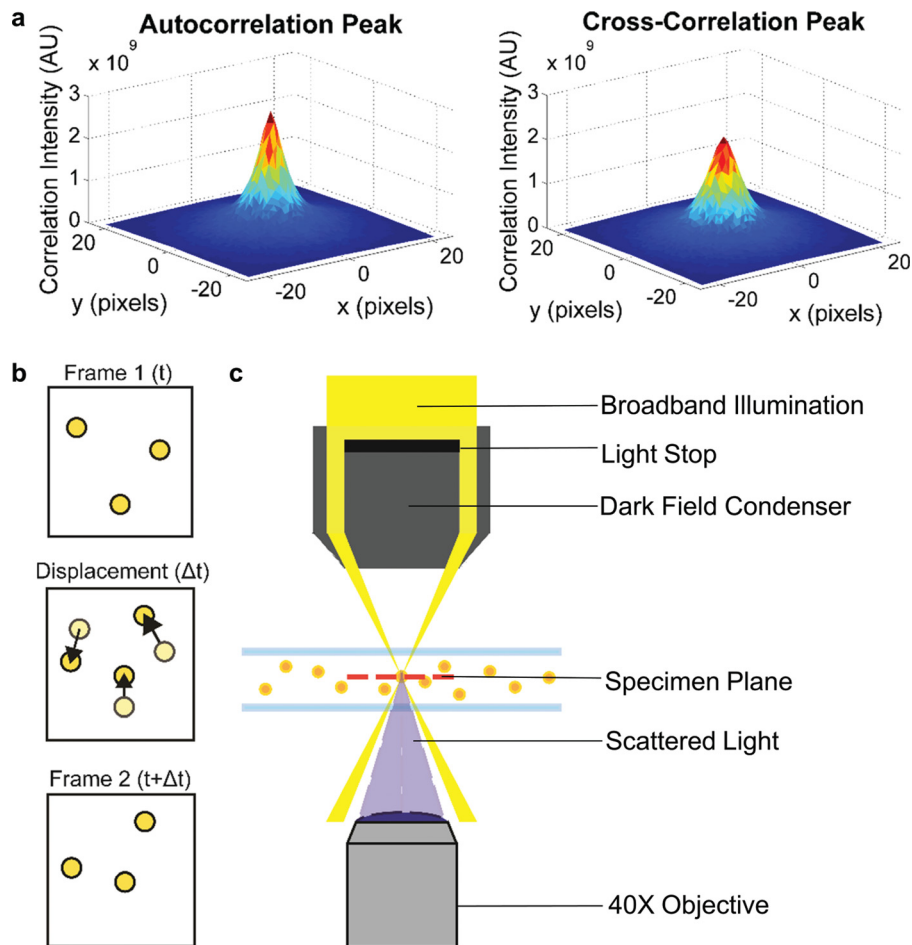 a
Autocorrelation Peak
Cross-Correlation Peak
x 10^9
x 10^9
Correlation Intensity (AU)
3
2
1
0
20
0
-20
y (pixels)
-20
0
20
x (pixels)
Correlation Intensity (AU)
3
2
1
0
20
0
-20
y (pixels)
-20
0
20
x (pixels)
b
Frame 1 (t)
Displacement (Δt)
Frame 2 (t+Δt)
c
Broadband Illumination
Light Stop
Dark Field Condenser
Specimen Plane
Scattered Light
40X Objective